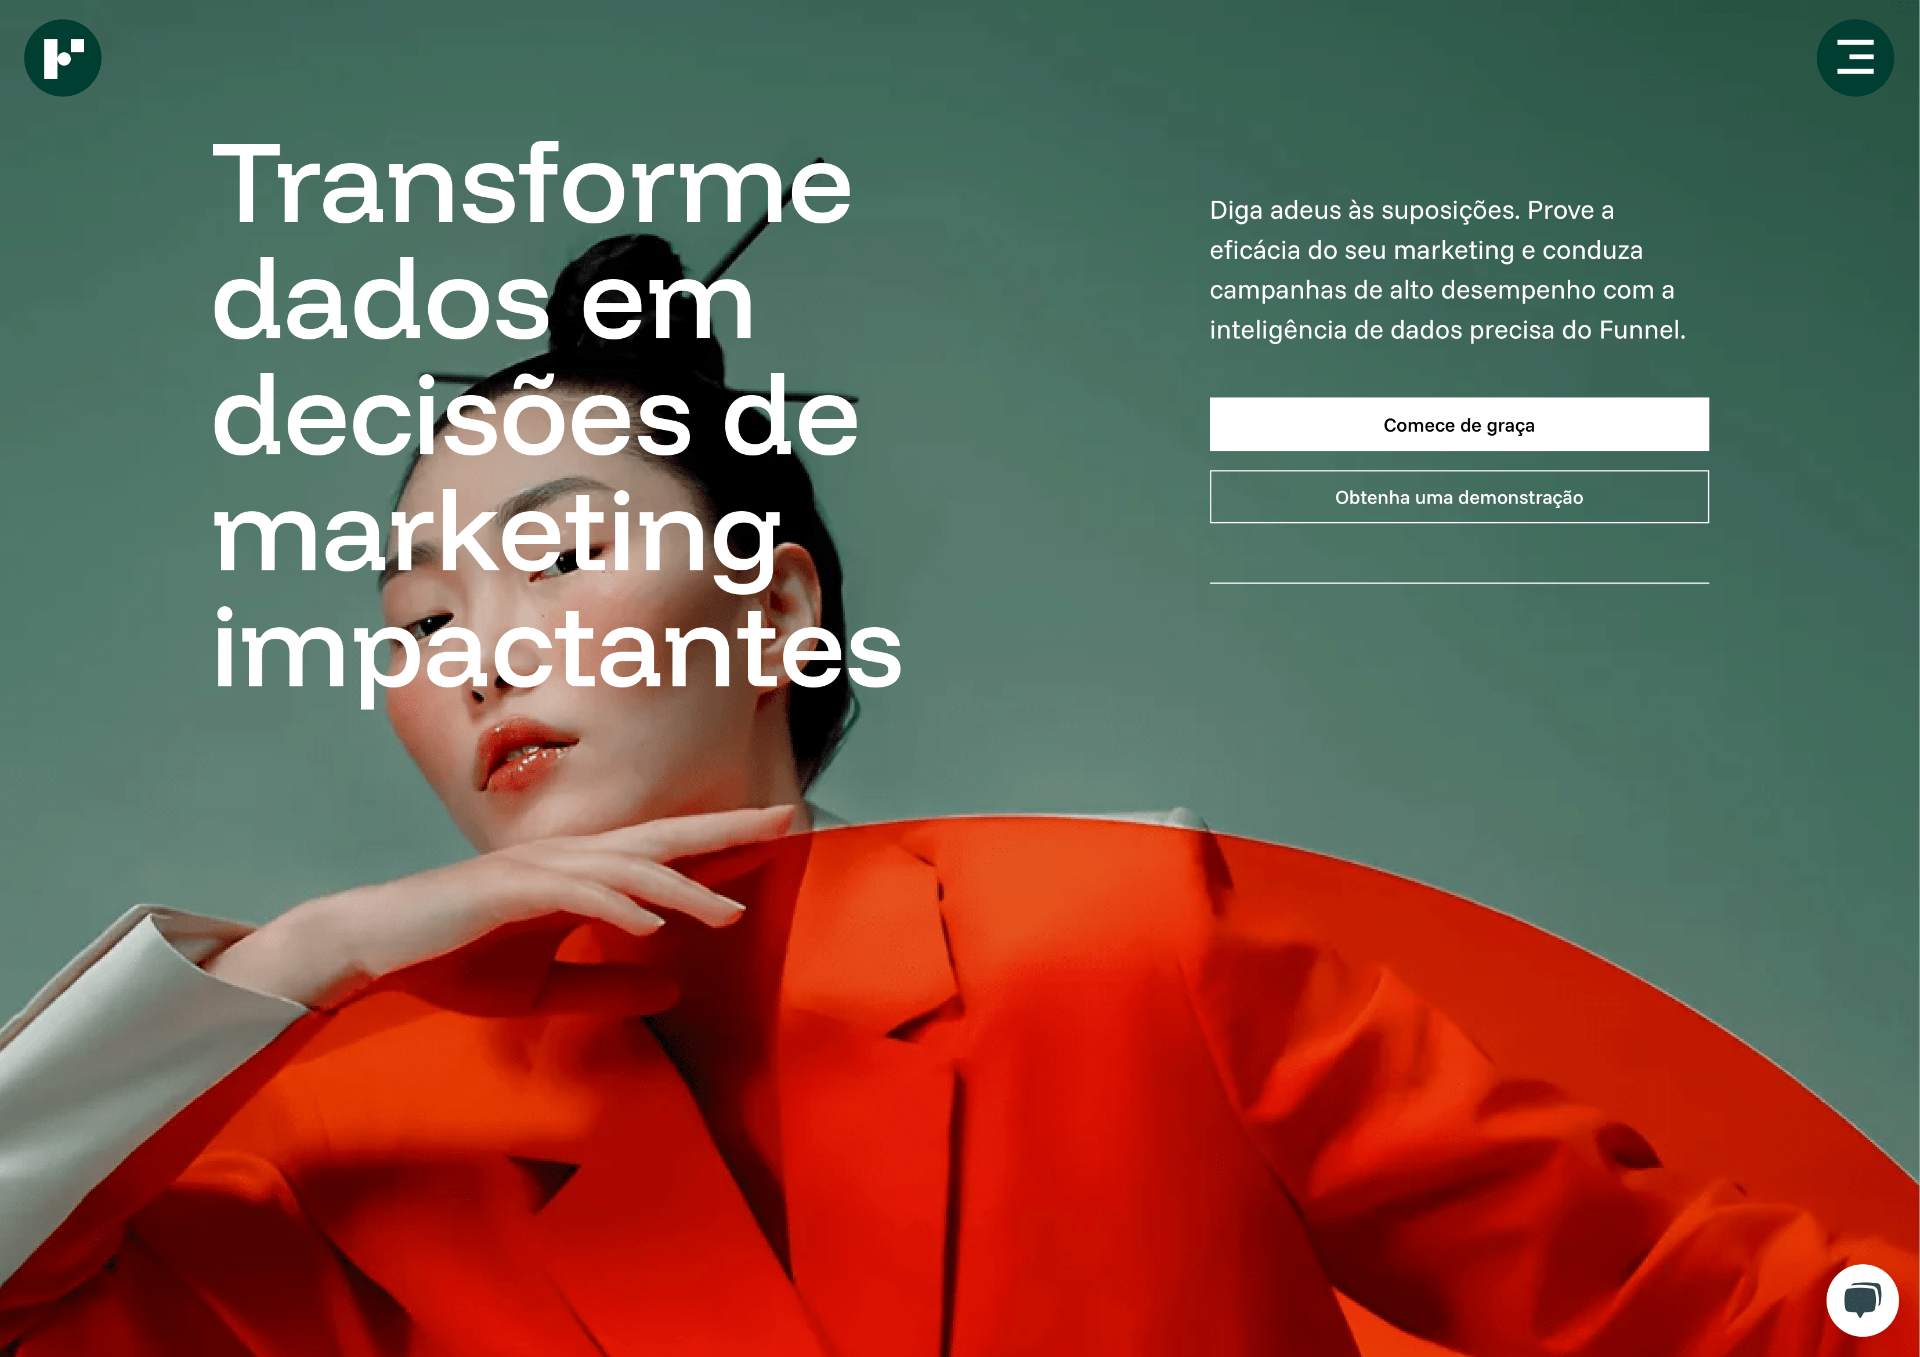 Transforme
dados em
decisões de
marketing
impactantes
Diga adeus às suposições. Prove a
eficácia do seu marketing e conduza
campanhas de alto desempenho com a
inteligência de dados precisa do Funnel.
Comece de graça
Obtenha uma demonstração